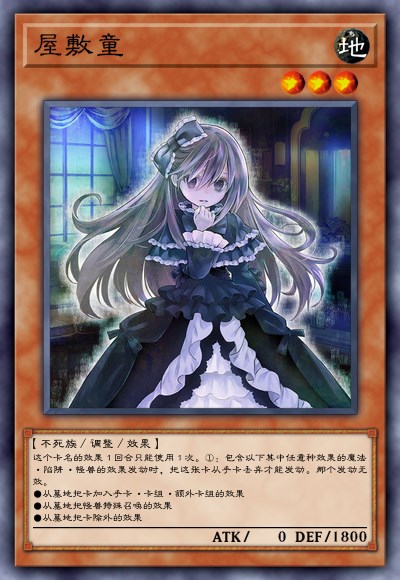 屋敷童
地
【不死族／调整／效果】
这个卡名的效果1回合只能使用1次。①：包含以下其中任意种效果的魔法
·陷阱·怪兽的效果发动时，把这张卡从手卡丢弃才能发动。那个发动无
效。
●从墓地把卡加入手卡·卡组·额外卡组的效果
●从墓地把怪兽特殊召唤的效果
●从墓地把卡除外的效果
ATK/ 0 DEF/1800